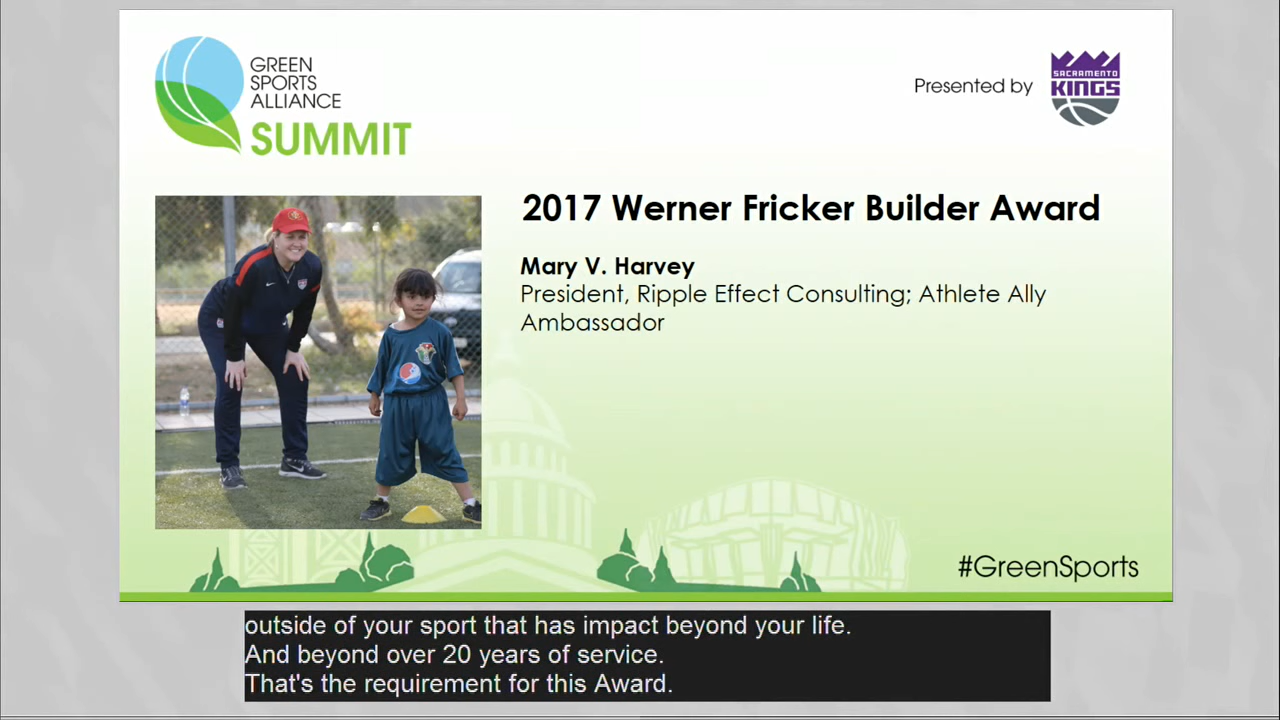 GREEN
SPORTS
ALLIANCE
SUMMIT
Presented by
SACRAMENTO
KINGS
2017 Werner Fricker Builder Award
Mary V. Harvey
President, Ripple Effect Consulting; Athlete Ally
Ambassador
#GreenSports
outside of your sport that has impact beyond your life.
And beyond over 20 years of service.
That's the requirement for this Award.